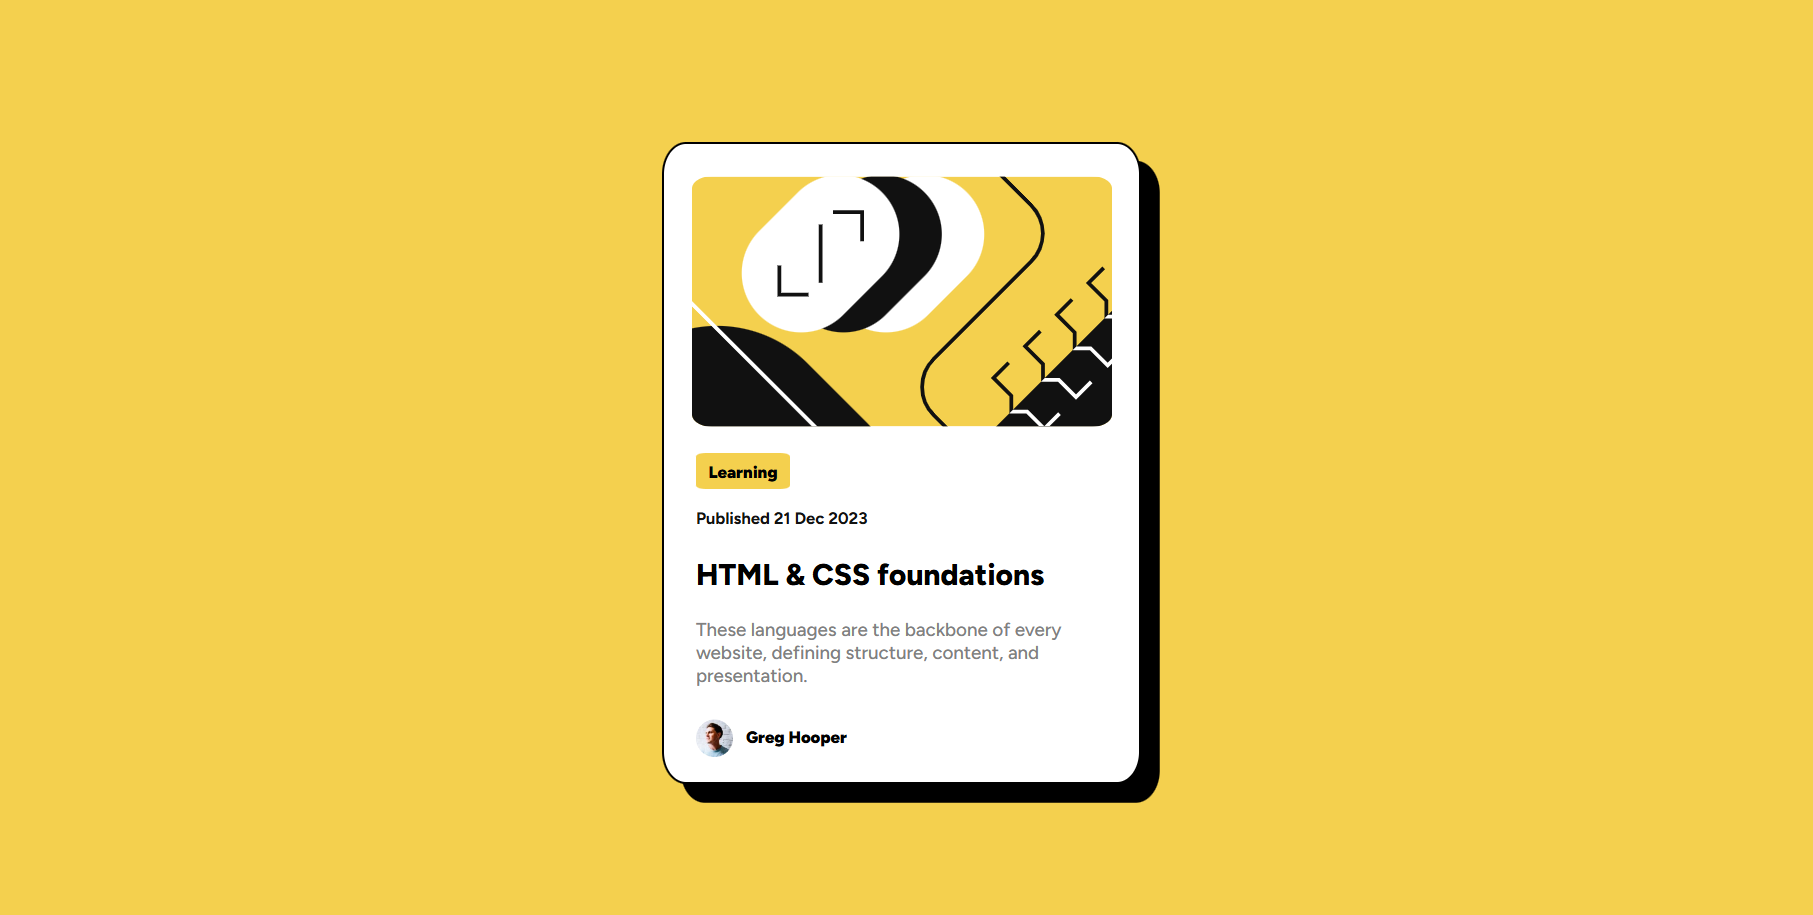 Learning
Published 21 Dec 2023
HTML & CSS foundations
These languages are the backbone of every
website, defining structure, content, and
presentation.
Greg Hooper